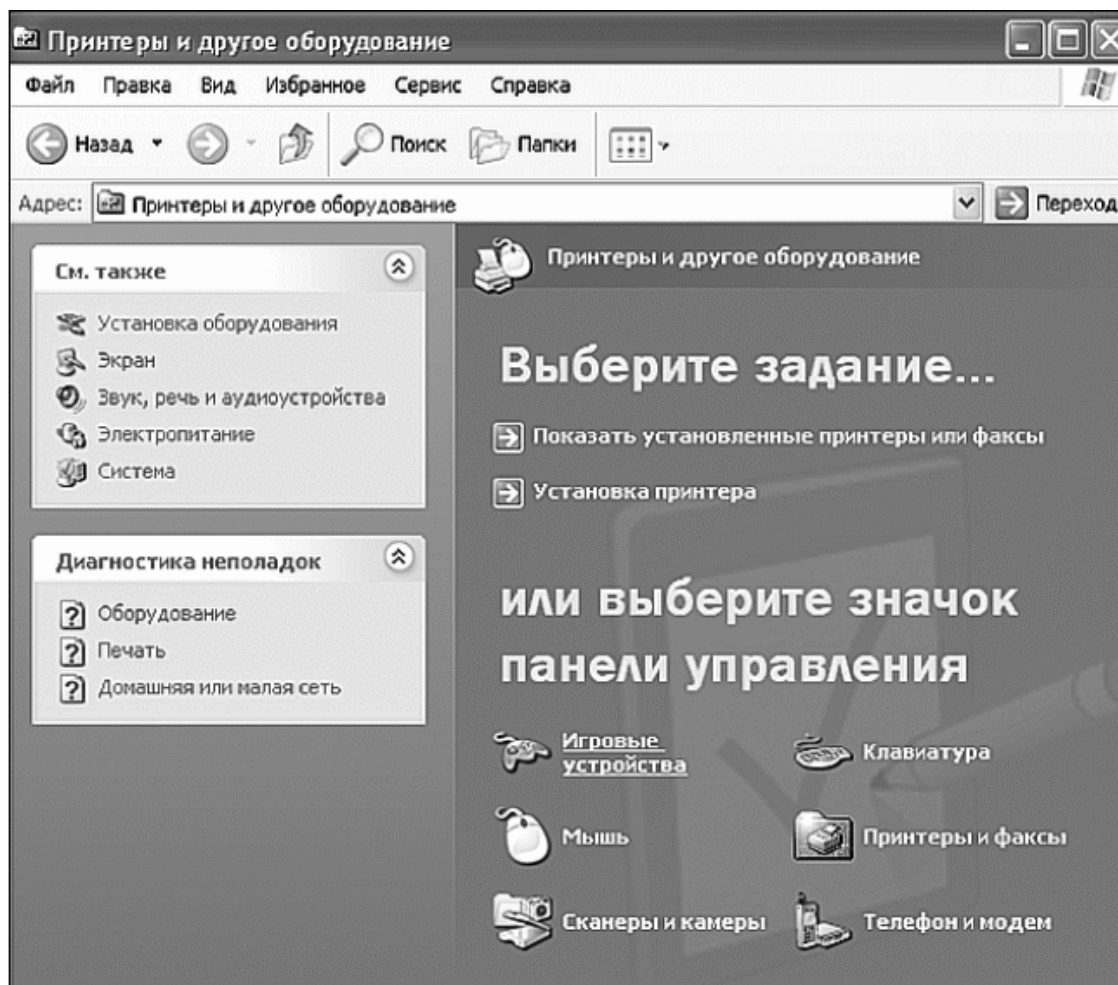 Принтеры и другое оборудование
Файл Правка Вид Избранное Сервис Справка
Назад Поиск Папки
Адрес: Принтеры и другое оборудование Переход
См. также
Установка оборудования
Экран
Звук, речь и аудиоустройства
Электропитание
Система
Диагностика неполадок
Оборудование
Печать
Домашняя или малая сеть
Принтеры и другое оборудование
Выберите задание...
Показать установленные принтеры или факсы
Установка принтера
или выберите значок
панели управления
Игровые
устройства
Клавиатура
Мышь
Принтеры и факсы
Сканеры и камеры
Телефон и модем